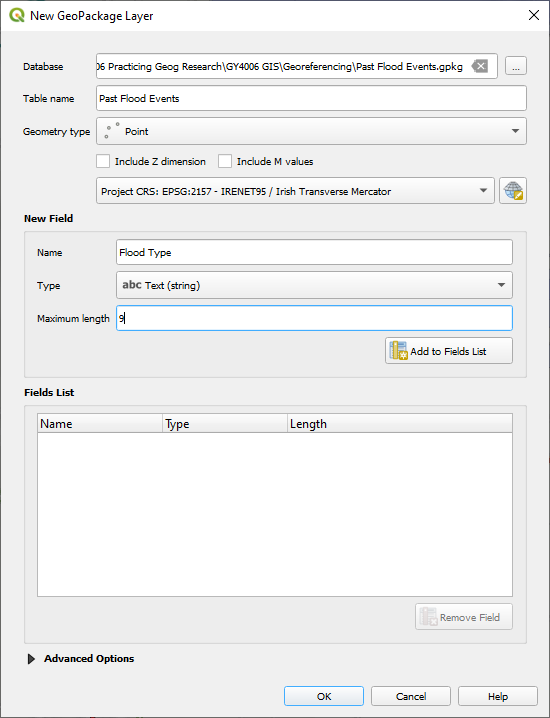 New GeoPackage Layer
Database 06 Practicing Geog Research\GY4006 GIS\Georeferencing\Past Flood Events.gpkg ...
Table name Past Flood Events
Geometry type Point
Include Z dimension Include M values
Project CRS: EPSG:2157 - IRENET95 / Irish Transverse Mercator
New Field
Name Flood Type
Type abc Text (string)
Maximum length 9
Add to Fields List
Fields List
Name Type Length
Remove Field
Advanced Options
OK Cancel Help